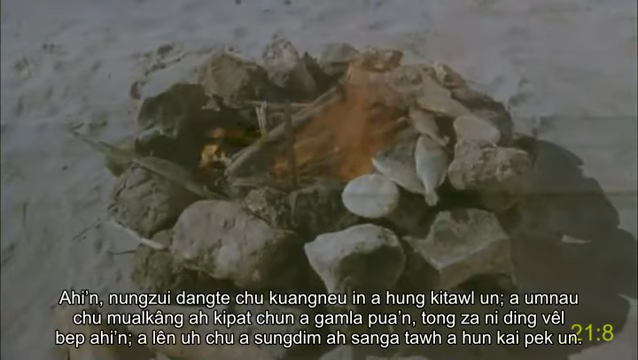 Ahi'n, nungzui dangte chu kuangneu in a hung kitawl un; a umnau
chu mualkâng ah kipat chun a gamla pua'n, tong za ni ding vêl
bep ahi'n; a lên uh chu a sungdim ah sanga tawh a hun kai pek un.
21:8